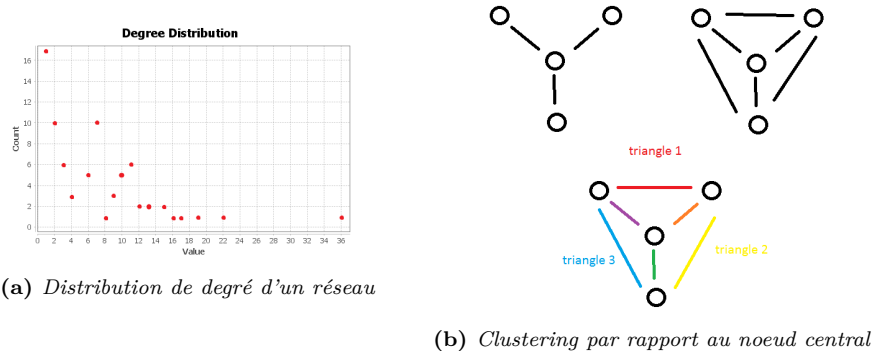 Degree Distribution
Count
16
14
12
10
8
6
4
2
0
0 2 4 6 8 10 12 14 16 18 20 22 24 26 28 30 32 34 36
Value
(a) Distribution de degré d'un réseau
triangle 1
triangle 2
triangle 3
(b) Clustering par rapport au noeud central